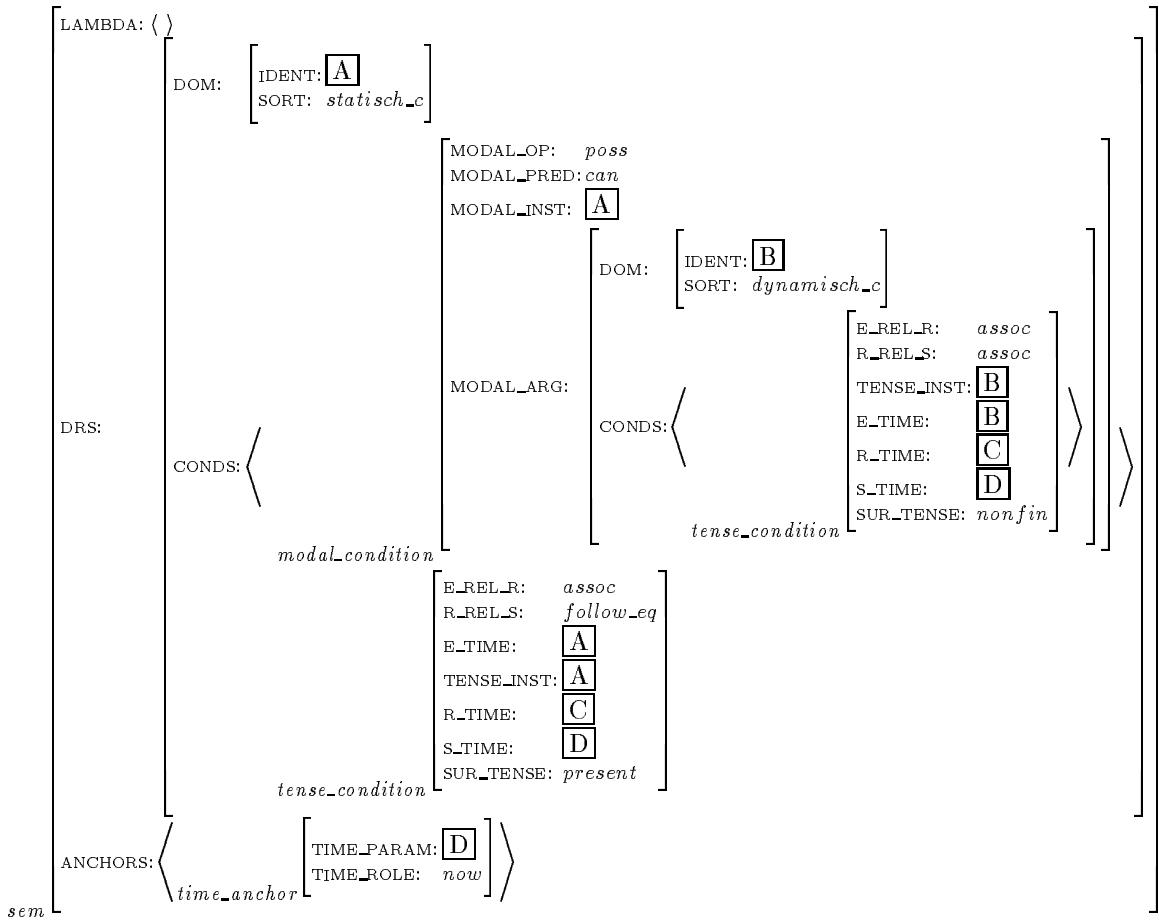 LAMBDA: ⟨ ⟩
IDENT: A
DOM:
SORT: statisch_c
MODAL_OP: poss
MODAL_PRED: can
MODAL_INST: A
IDENT: B
DOM:
SORT: dynamisch_c
E_REL_R: assoc
R_REL_S: assoc
TENSE_INST: B
MODAL_ARG:
E_TIME: B
DRS: CONDS:
R_TIME: C
CONDS:
S_TIME: D
SUR_TENSE: nonfin
tense_condition
modal_condition
E_REL_R: assoc
R_REL_S: follow_eq
E_TIME: A
TENSE_INST: A
R_TIME: C
S_TIME: D
SUR_TENSE: present
tense_condition
TIME_PARAM: D
ANCHORS:
TIME_ROLE: now
time_anchor
sem